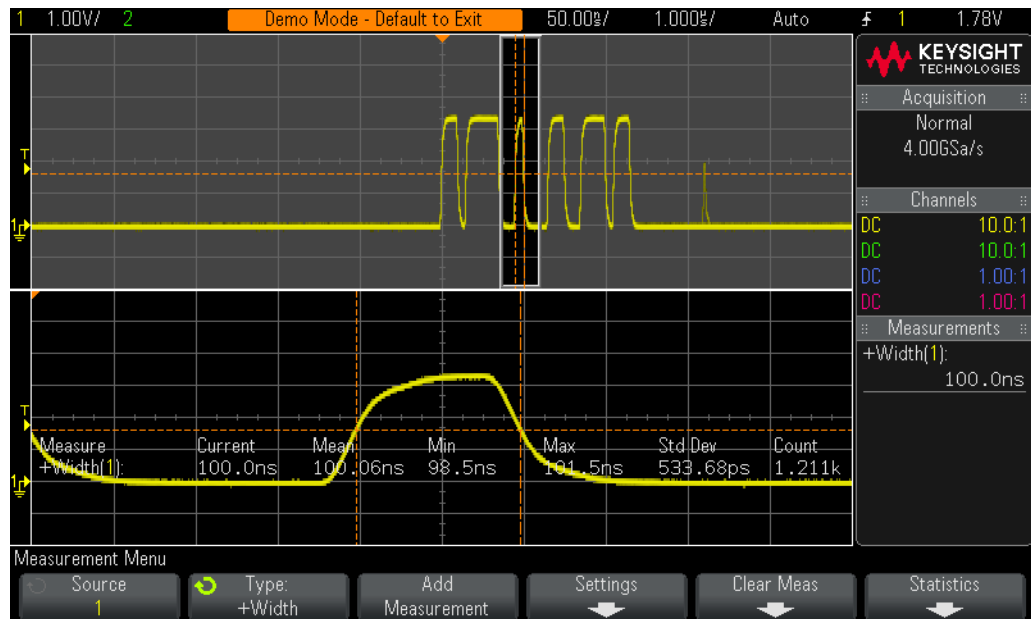 1 1.00V/ 2 Demo Mode - Default to Exit 50.00ns/ 1.000us/ Auto 1 1.78V
KEYSIGHT
TECHNOLOGIES
Acquisition
Normal
4.00GSa/s
Channels
DC 10.0:1
DC 10.0:1
DC 1.00:1
DC 1.00:1
Measurements
+Width(1):
100.0ns
T
1
T
Measure Current Mean Min Max Std Dev Count
+Width(1): 100.0ns 100.06ns 98.5ns 101.5ns 533.68ps 1.211k
1
Measurement Menu
Source Type: Add Settings Clear Meas Statistics
1 +Width Measurement